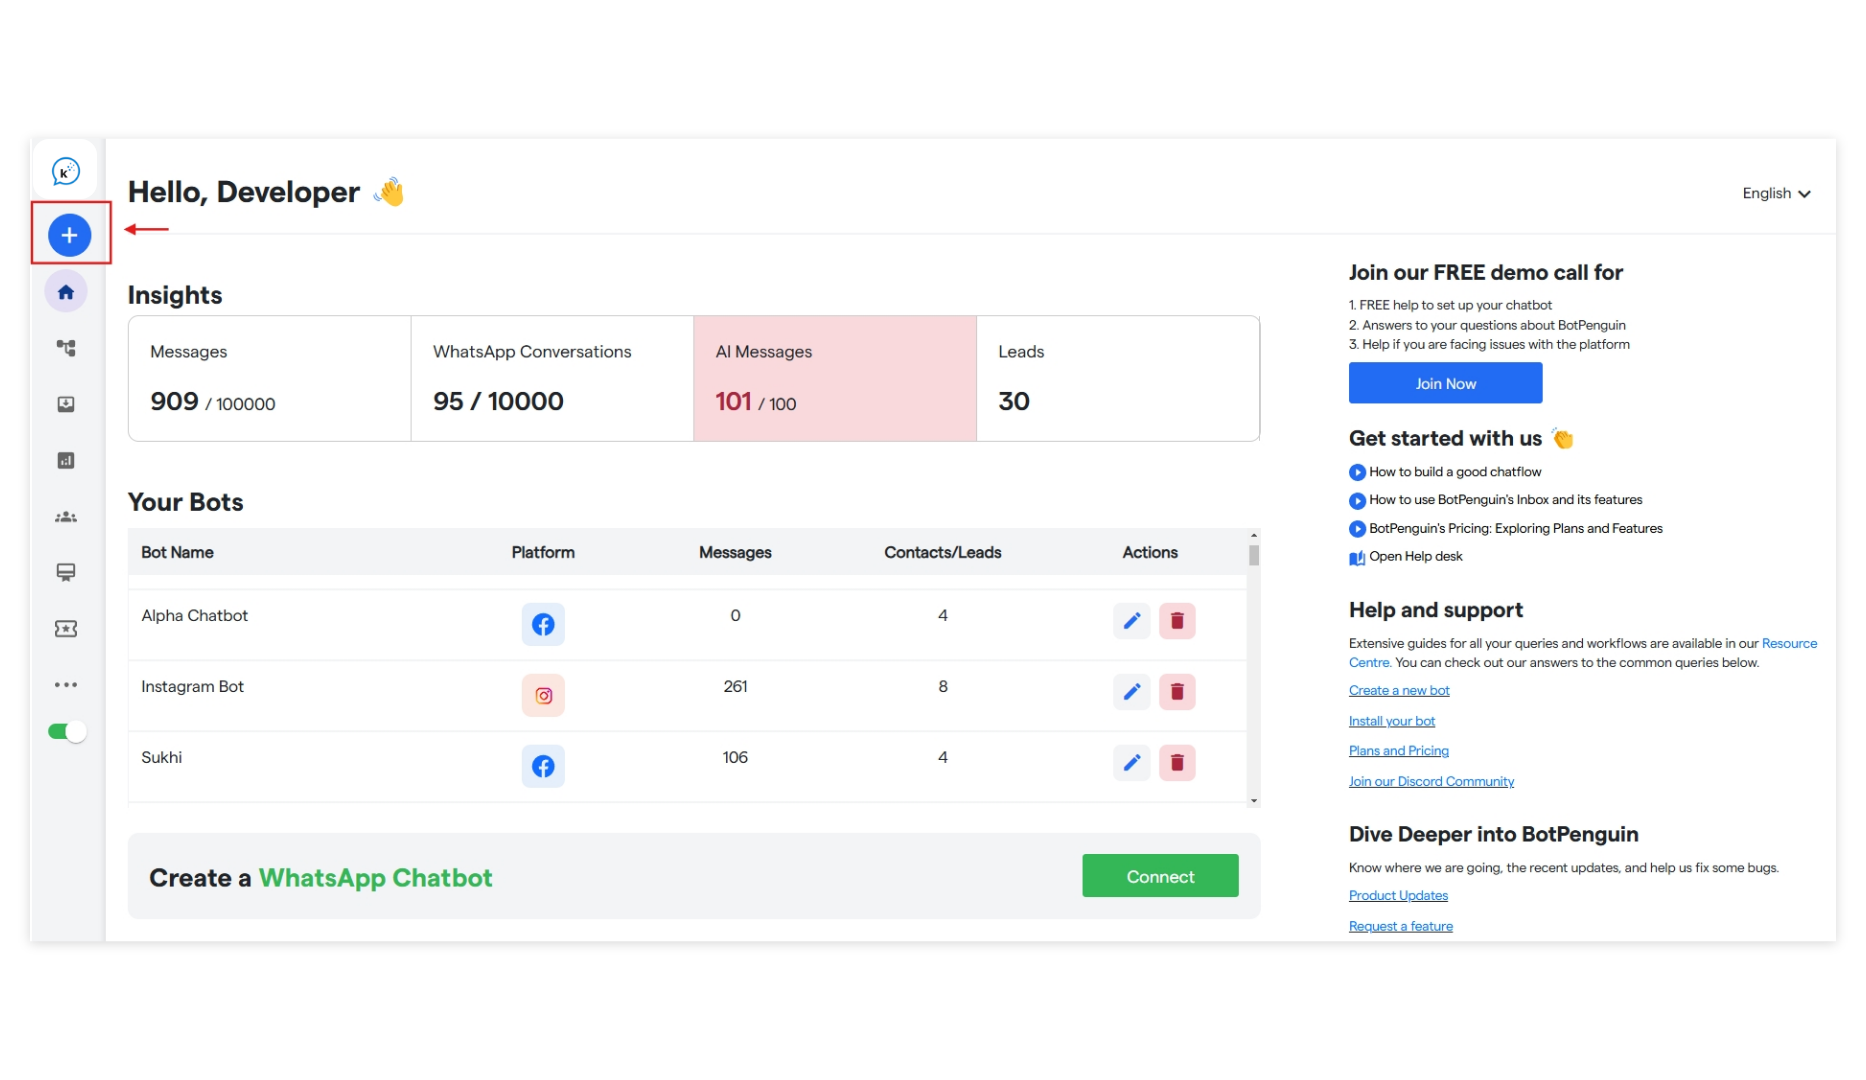 k
Hello, Developer
English
Insights
Messages
909 / 100000
WhatsApp Conversations
95 / 10000
AI Messages
101 / 100
Leads
30
Your Bots
Bot Name Platform Messages Contacts/Leads Actions
Alpha Chatbot 0 4
Instagram Bot 261 8
Sukhi 106 4
Create a WhatsApp Chatbot
Connect
Join our FREE demo call for
1. FREE help to set up your chatbot
2. Answers to your questions about BotPenguin
3. Help if you are facing issues with the platform
Join Now
Get started with us
How to build a good chatflow
How to use BotPenguin's Inbox and its features
BotPenguin's Pricing: Exploring Plans and Features
Open Help desk
Help and support
Extensive guides for all your queries and workflows are available in our Resource
Centre. You can check out our answers to the common queries below.
Create a new bot
Install your bot
Plans and Pricing
Join our Discord Community
Dive Deeper into BotPenguin
Know where we are going, the recent updates, and help us fix some bugs.
Product Updates
Request a feature